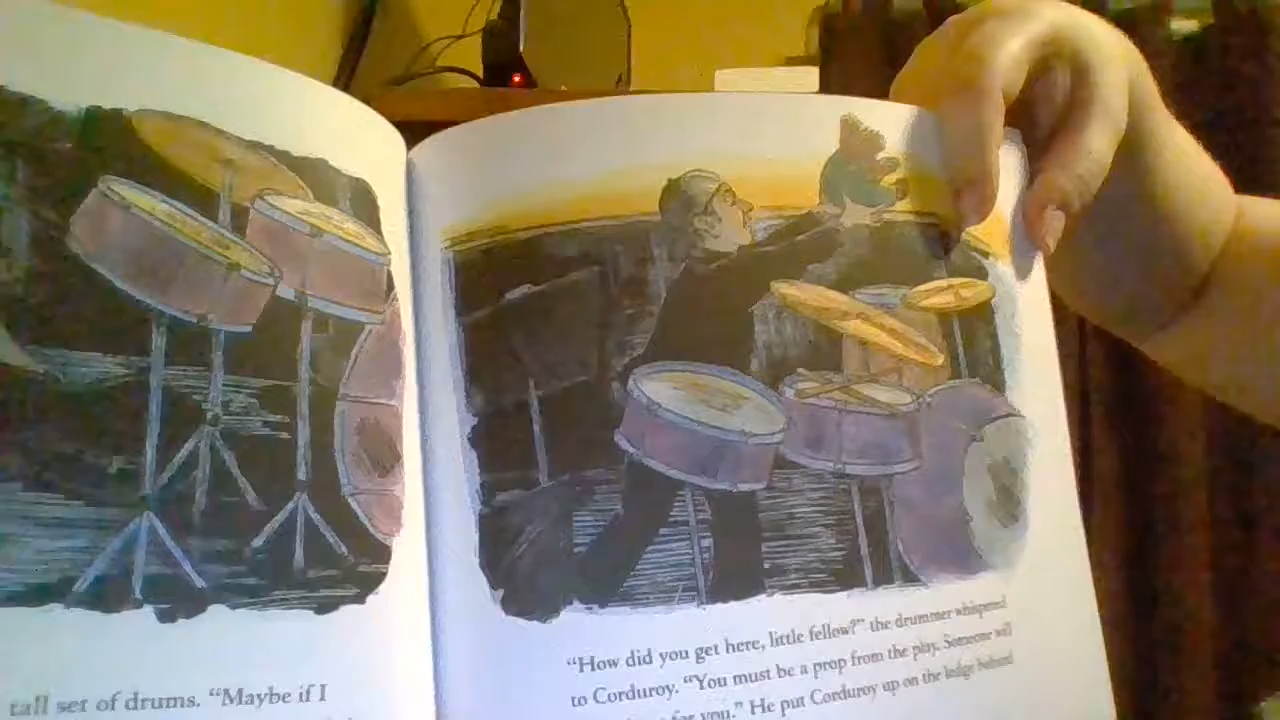 tall set of drums. “Maybe if I
“How did you get here, little fellow?” the drummer whispered
to Corduroy. “You must be a prop from the play. Someone will
for you.” He put Corduroy up on the ledge behind